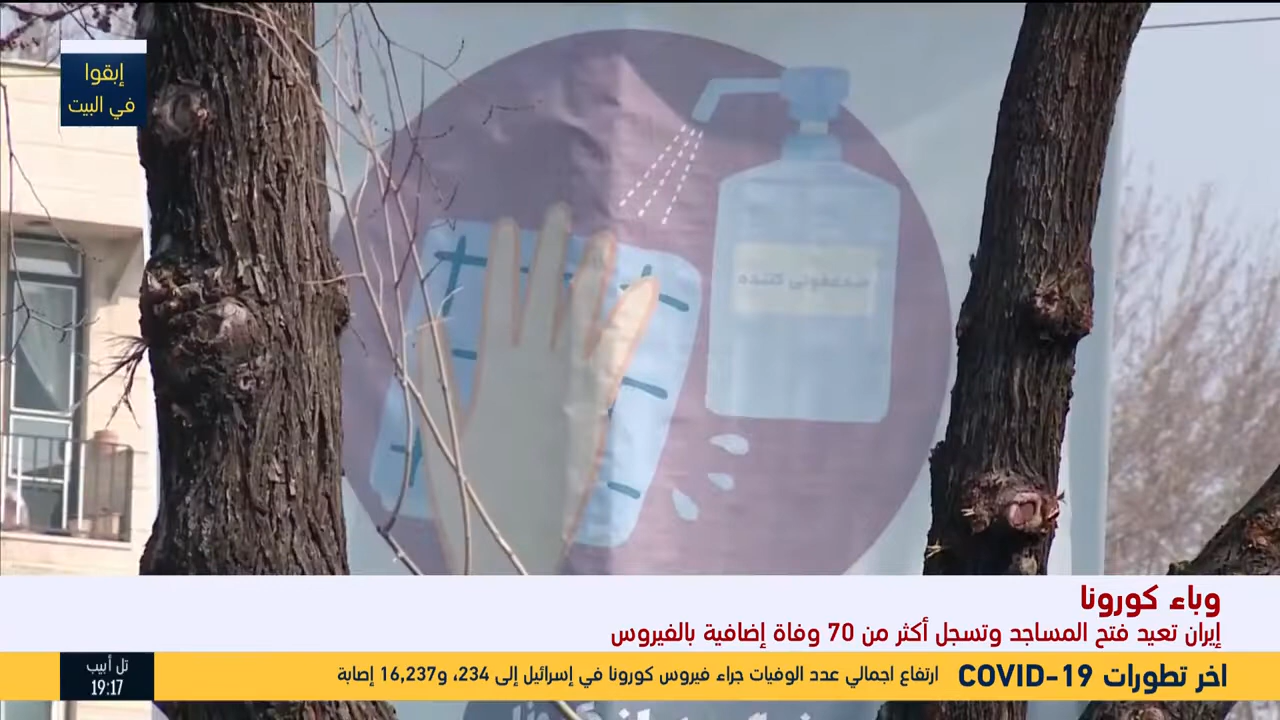 إبقوا
في البيت
ضدعفونی کننده
وباء كورونا
إيران تعيد فتح المساجد وتسجل أكثر من 70 وفاة إضافية بالفيروس
اخر تطورات COVID-19
ارتفاع اجمالي عدد الوفيات جراء فيروس كورونا في إسرائيل إلى 234، و16,237 إصابة
تل أبيب
19:17